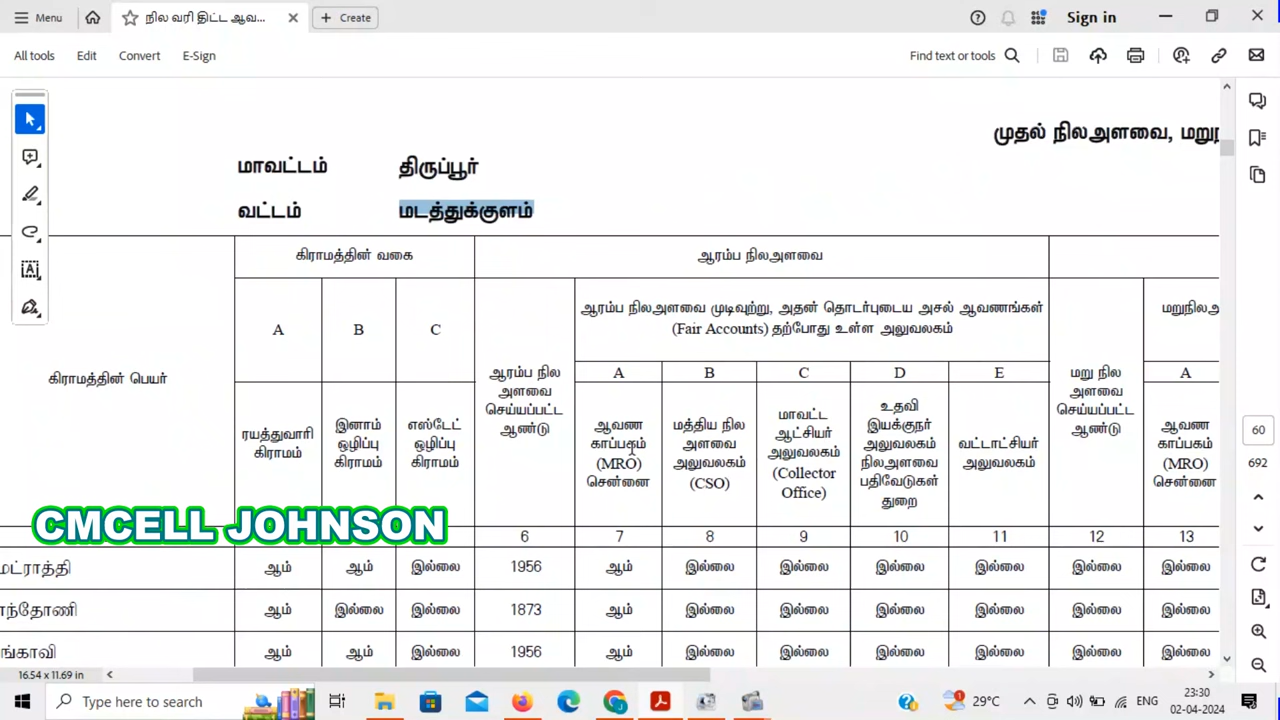 Menu
நில வரி திட்ட ஆவ...
Create
Sign in
All tools Edit Convert E-Sign
Find text or tools
முதல் நிலஅளவை,
மாவட்டம் திருப்பூர்
வட்டம் மடத்துக்குளம்
கிராமத்தின் வகை
ஆரம்ப நிலஅளவை
கிராமத்தின் பெயர்
A B C
ரயத்துவாரி
கிராமம்
இனாம்
ஒழிப்பு
கிராமம்
எஸ்டேட்
ஒழிப்பு
கிராமம்
ஆரம்ப நில
அளவை
செய்யப்பட்ட
ஆண்டு
ஆரம்ப நிலஅளவை முடிவுற்று, அதன் தொடர்புடைய அசல் ஆவணங்கள்
(Fair Accounts) தற்போது உள்ள அலுவலகம்
A B C D E
ஆவண
காப்பகம்
(MRO)
சென்னை
மத்திய நில
அளவை
அலுவலகம்
(CSO)
மாவட்ட
ஆட்சியர்
அலுவலகம்
(Collector
Office)
உதவி
இயக்குநர்
அலுவலகம்
நிலஅளவை
பதிவேடுகள்
துறை
வட்டாட்சியர்
அலுவலகம்
மறு நில
அளவை
செய்யப்பட்ட
ஆண்டு
A
ஆவண
காப்பகம்
(MRO)
சென்னை
60
692
CMCELL JOHNSON
6 7 8 9 10 11 12 13
ஆம் ஆம் இல்லை 1956 ஆம் இல்லை இல்லை இல்லை இல்லை இல்லை இல்லை
ஆம் இல்லை இல்லை 1873 ஆம் இல்லை இல்லை இல்லை இல்லை இல்லை இல்லை
ஆம் ஆம் இல்லை 1956 ஆம் இல்லை இல்லை இல்லை இல்லை இல்லை இல்லை
16.54 x 11.69 in
Type here to search
29°C
ENG
23:30
02-04-2024